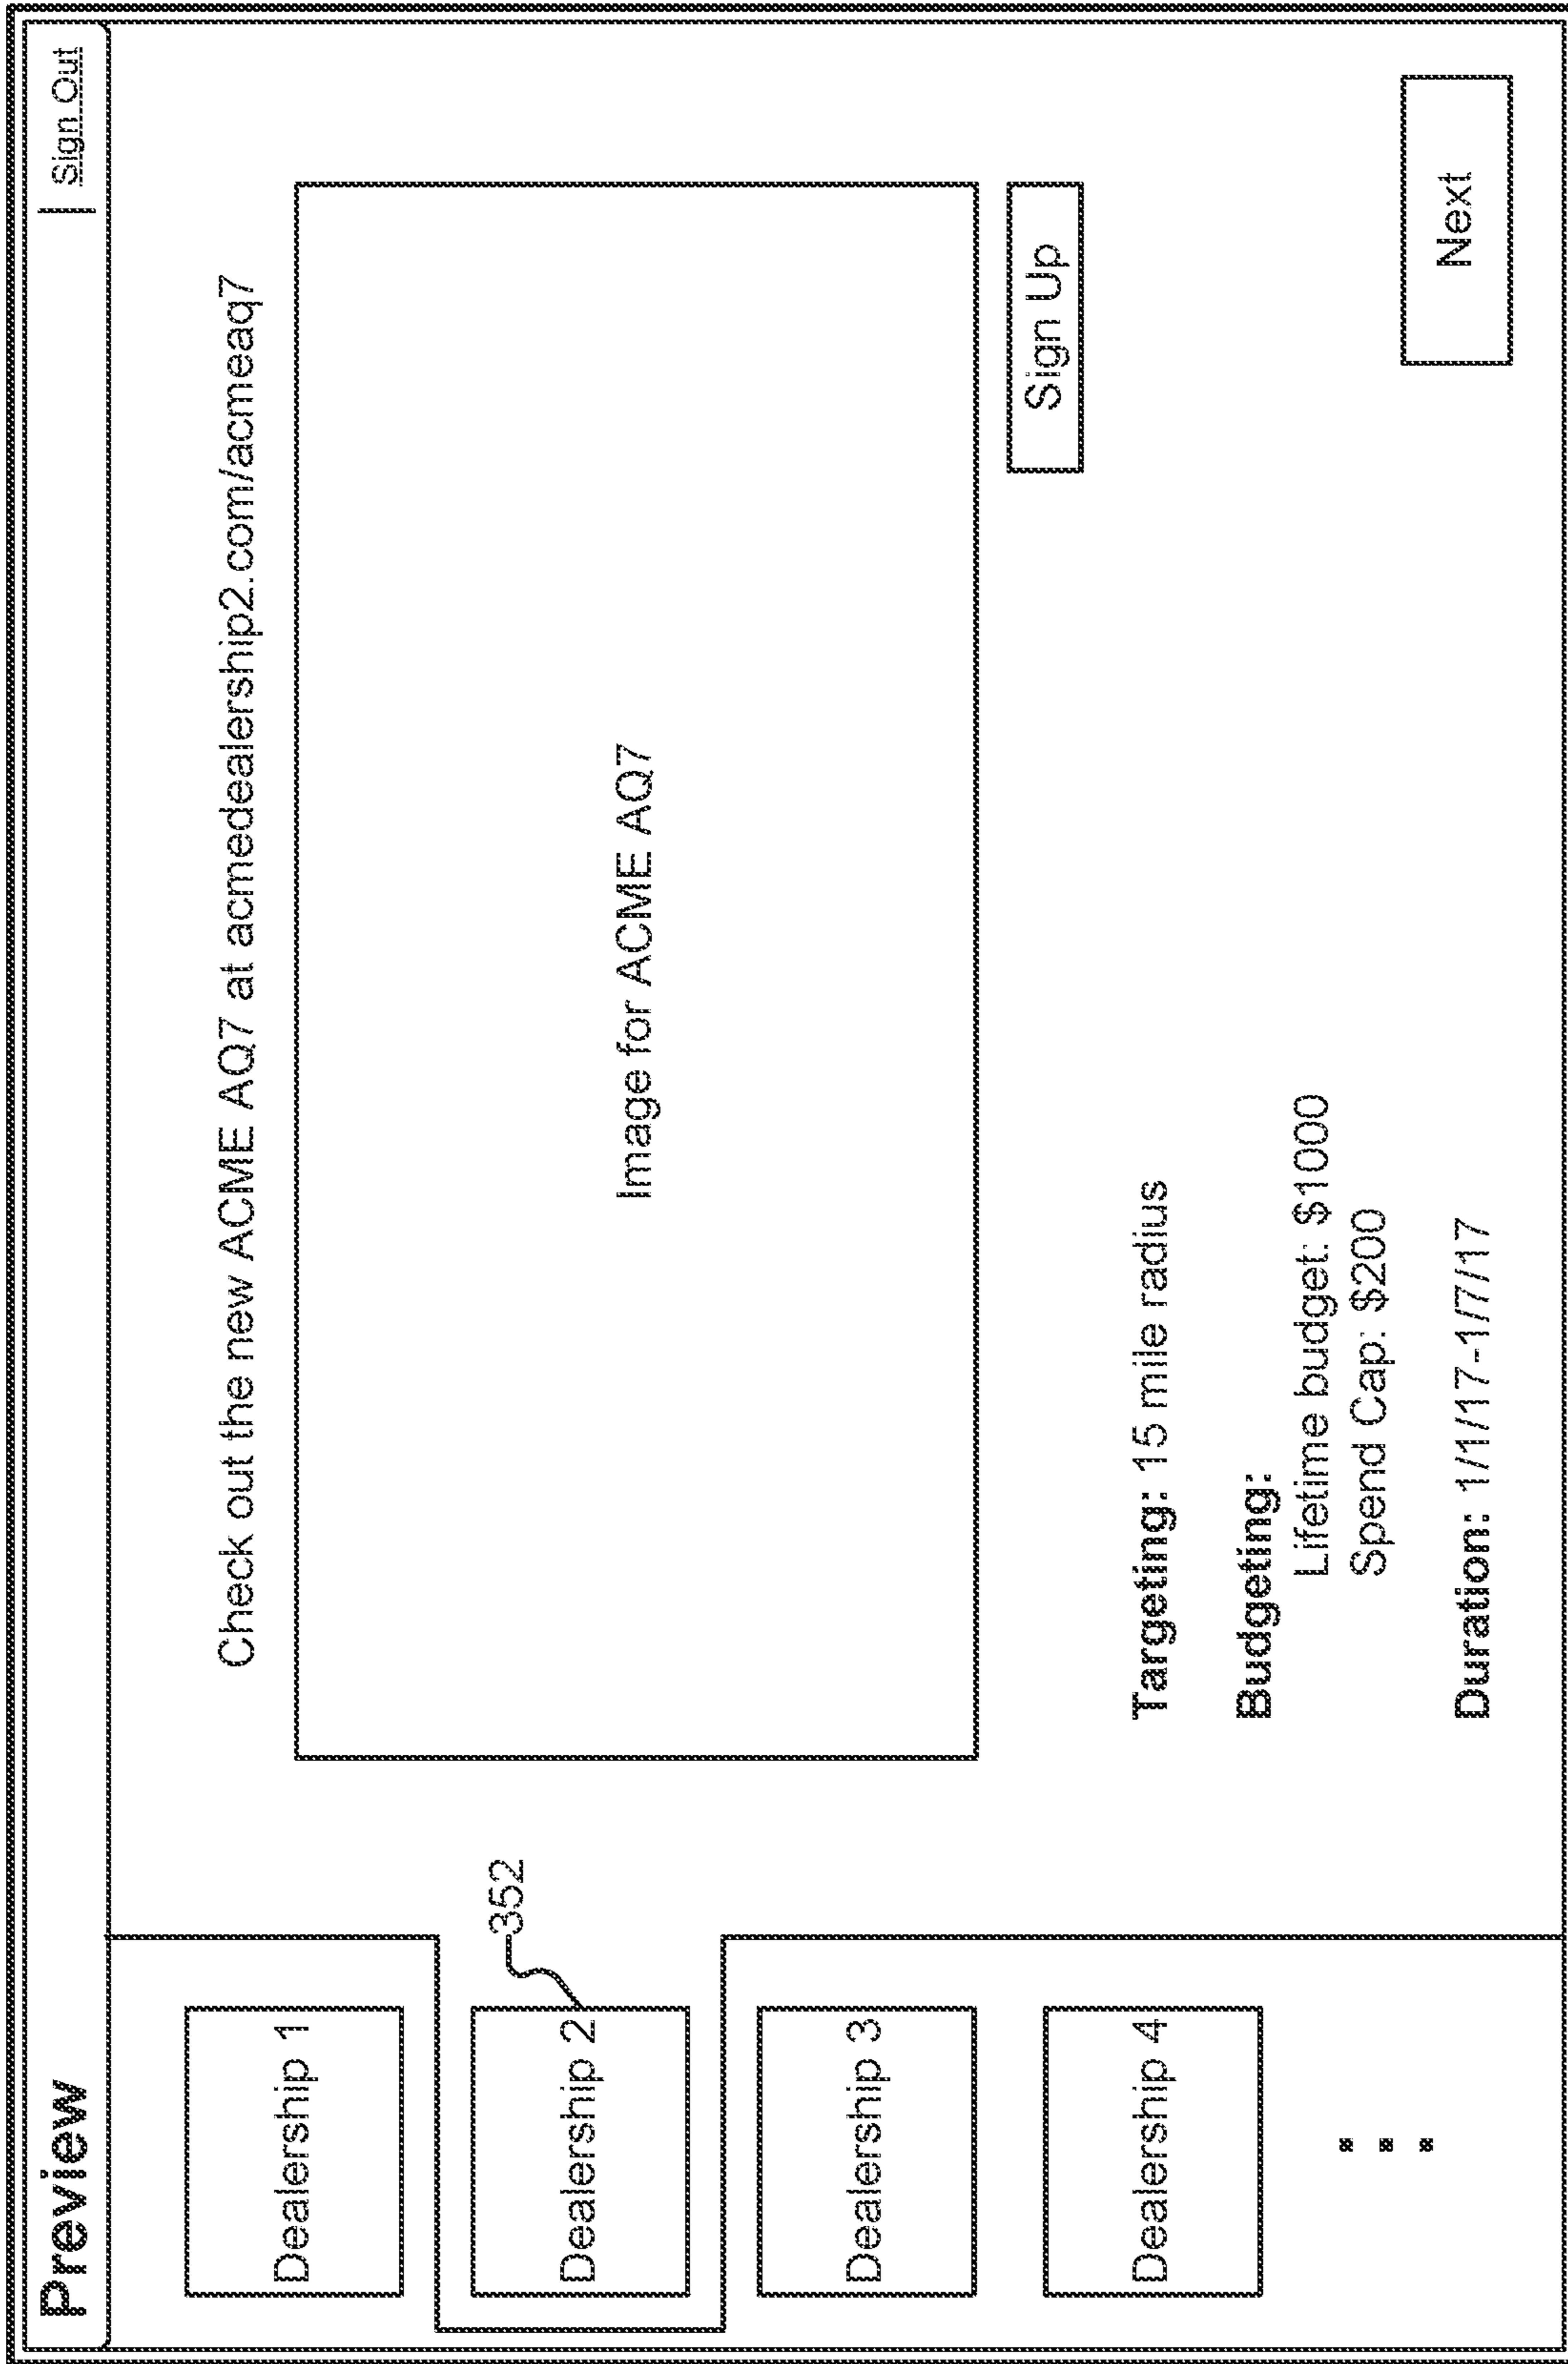 Preview
Sign Out
Dealership 1
Dealership 2
352
Dealership 3
Dealership 4
Check out the new ACME AQ7 at acmedealership2.com/acmeaq7
Image for ACME AQ7
Sign Up
Targeting: 15 mile radius
Budgeting:
Lifetime budget: $1000
Spend Cap: $200
Duration: 1/1/17-1/7/17
Next